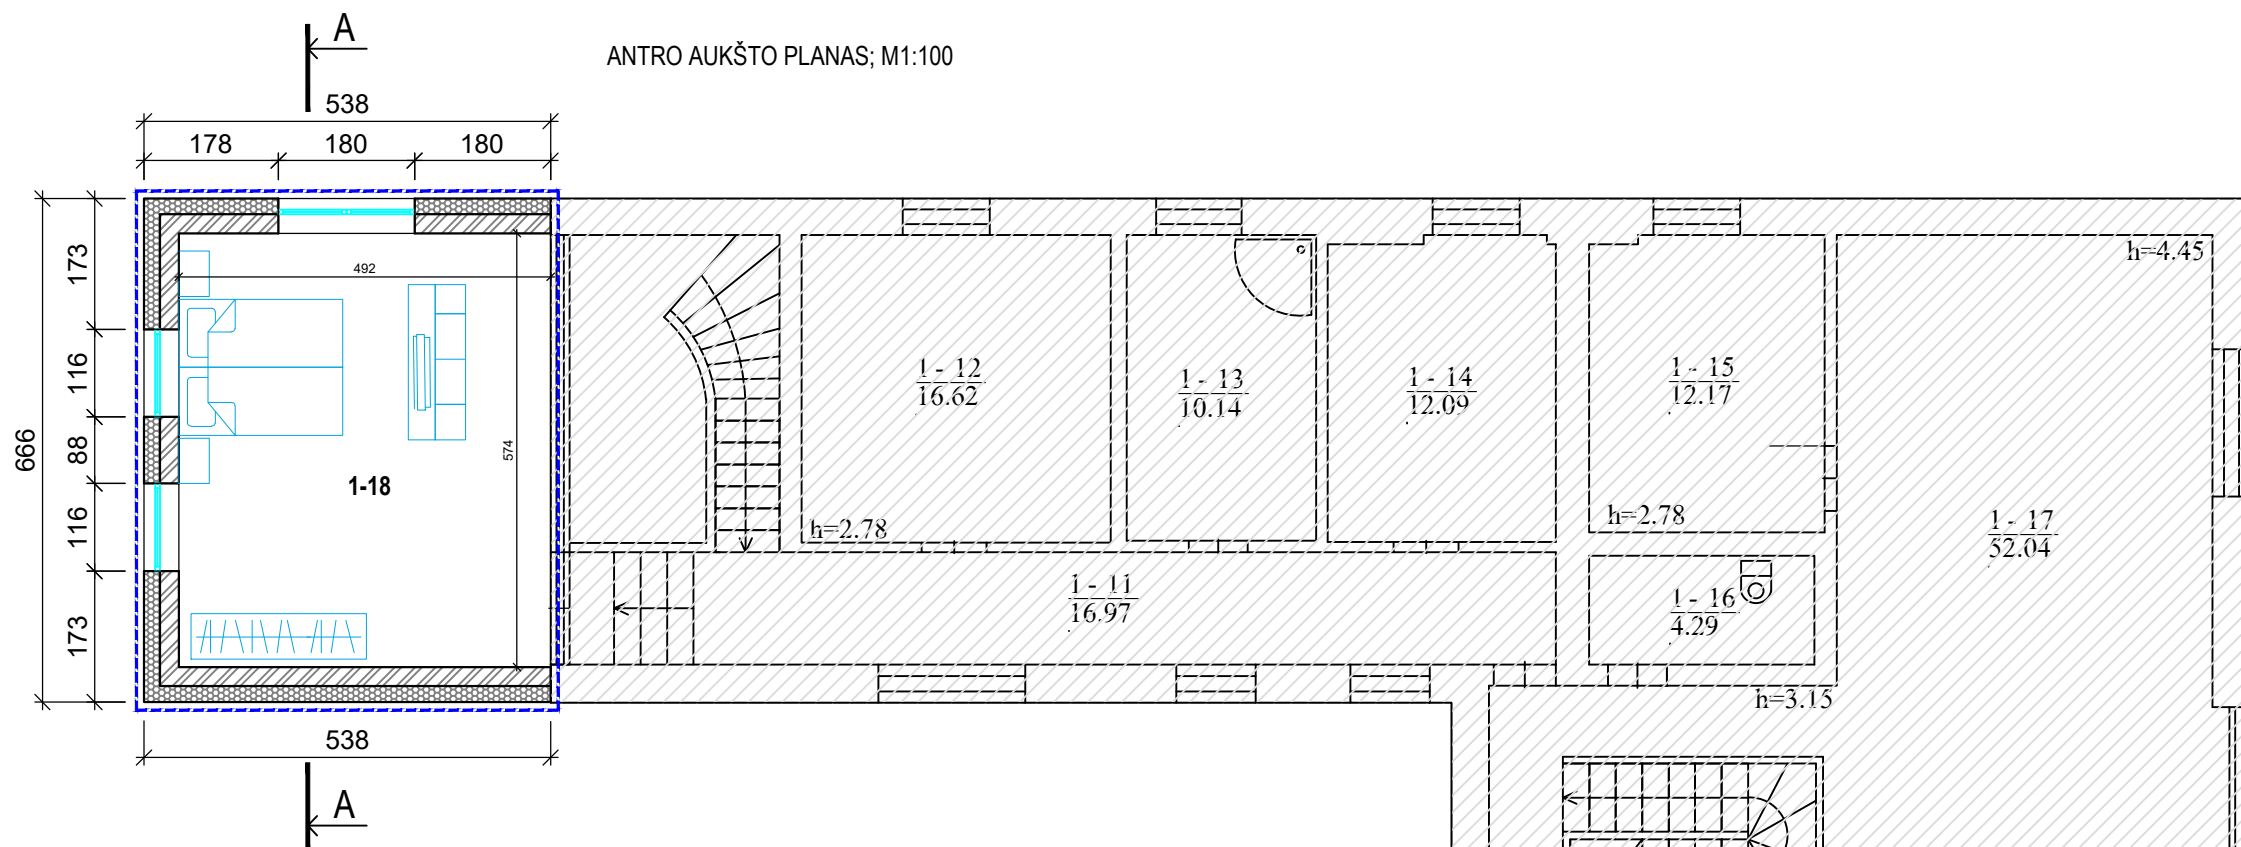 A
ANTRO AUKŠTO PLANAS; M1:100
538
178 180 180
h=4.45
173
492
116
1 - 12
16.62
1 - 13
10.14
1 - 14
12.09
1 - 15
12.17
666
88
574
1-18
116
h=2.78
h=2.78
1 - 17
52.04
1 - 11
16.97
1 - 16
4.29
173
h=3.15
538
A